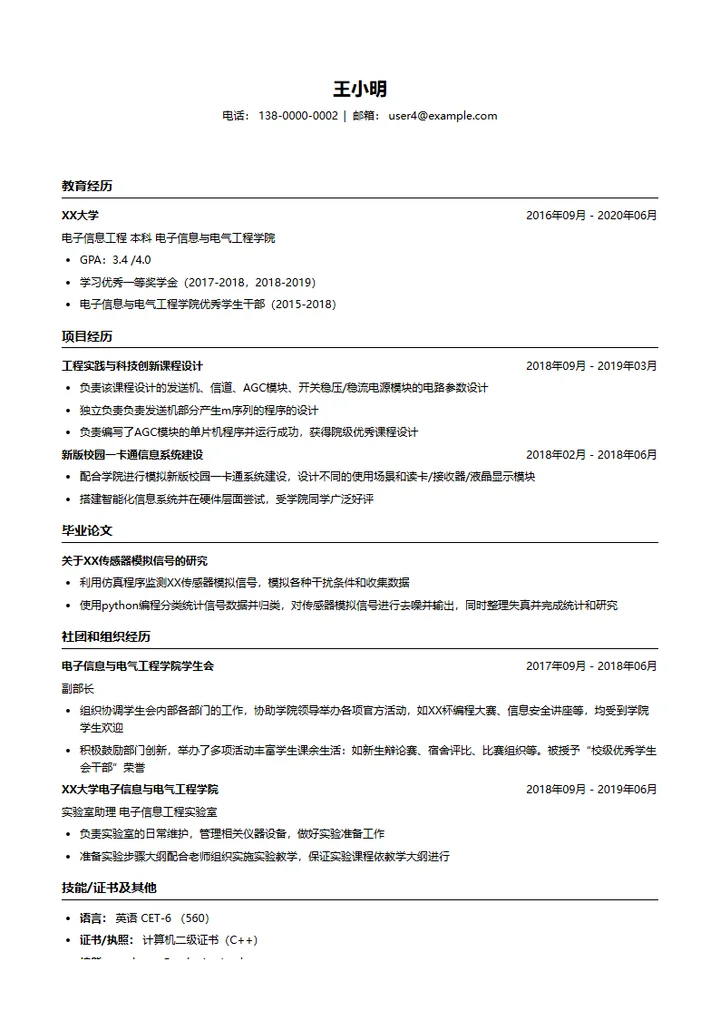 王小明
电话： 138-0000-0002 | 邮箱： user4@example.com
教育经历
XX大学 2016年09月 - 2020年06月
电子信息工程 本科 电子信息与电气工程学院
• GPA：3.4 /4.0
• 学习优秀一等奖学金（2017-2018，2018-2019）
• 电子信息与电气工程学院优秀学生干部（2015-2018）
项目经历
工程实践与科技创新课程设计 2018年09月 - 2019年03月
• 负责该课程设计的发送机、信道、AGC模块、开关稳压/稳流电源模块的电路参数设计
• 独立负责负责发送机部分产生m序列的程序的设计
• 负责编写了AGC模块的单片机程序并运行成功，获得院级优秀课程设计
新版校园一卡通信息系统建设 2018年02月 - 2018年06月
• 配合学院进行模拟新版校园一卡通系统建设，设计不同的使用场景和读卡/接收器/液晶显示模块
• 搭建智能化信息系统并在硬件层面尝试，受学院同学广泛好评
毕业论文
关于XX传感器模拟信号的研究
• 利用仿真程序监测XX传感器模拟信号，模拟各种干扰条件和收集数据
• 使用python编程分类统计信号数据并归类，对传感器模拟信号进行去噪并输出，同时整理失真并完成统计和研究
社团和组织经历
电子信息与电气工程学院学生会 2017年09月 - 2018年06月
副部长
• 组织协调学生会内部各部门的工作，协助学院领导举办各项官方活动，如XX杯编程大赛、信息安全讲座等，均受到学院
学生欢迎
• 积极鼓励部门创新，举办了多项活动丰富学生课余生活：如新生辩论赛、宿舍评比、比赛组织等。被授予“校级优秀学生
会干部”荣誉
XX大学电子信息与电气工程学院 2018年09月 - 2019年06月
实验室助理 电子信息工程实验室
• 负责实验室的日常维护，管理相关仪器设备，做好实验准备工作
• 准备实验步骤大纲配合老师组织实施实验教学，保证实验课程依教学大纲进行
技能/证书及其他
• 语言： 英语 CET-6 （560）
• 证书/执照： 计算机二级证书（C++）